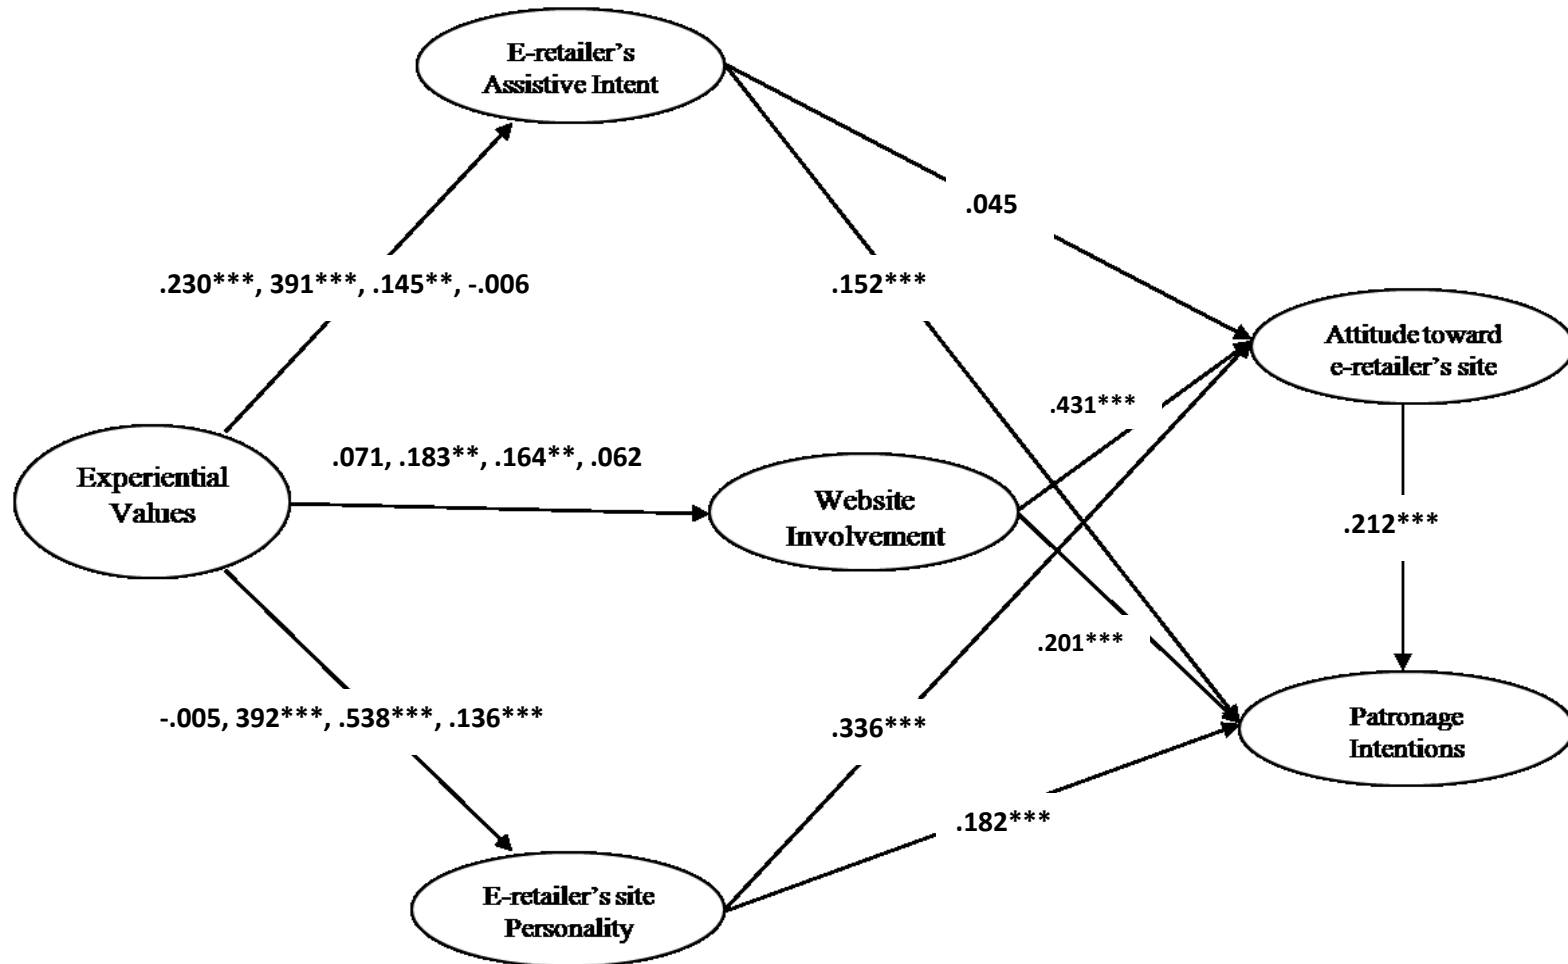 E-retailer's
Assistive Intent
.045
.230***, 391***, .145**, -.006
.152***
Attitude toward
e-retailer's site
.431***
.071, .183**, .164**, .062
Experiential
Values
Website
Involvement
.212***
.201***
-.005, 392***, .538***, .136***
.336***
Patronage
Intentions
.182***
E-retailer's site
Personality